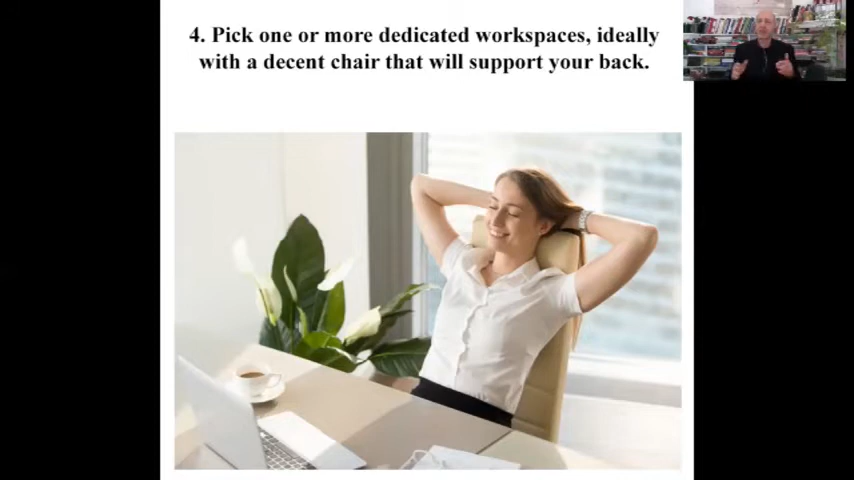 4. Pick one or more dedicated workspaces, ideally
with a decent chair that will support your back.